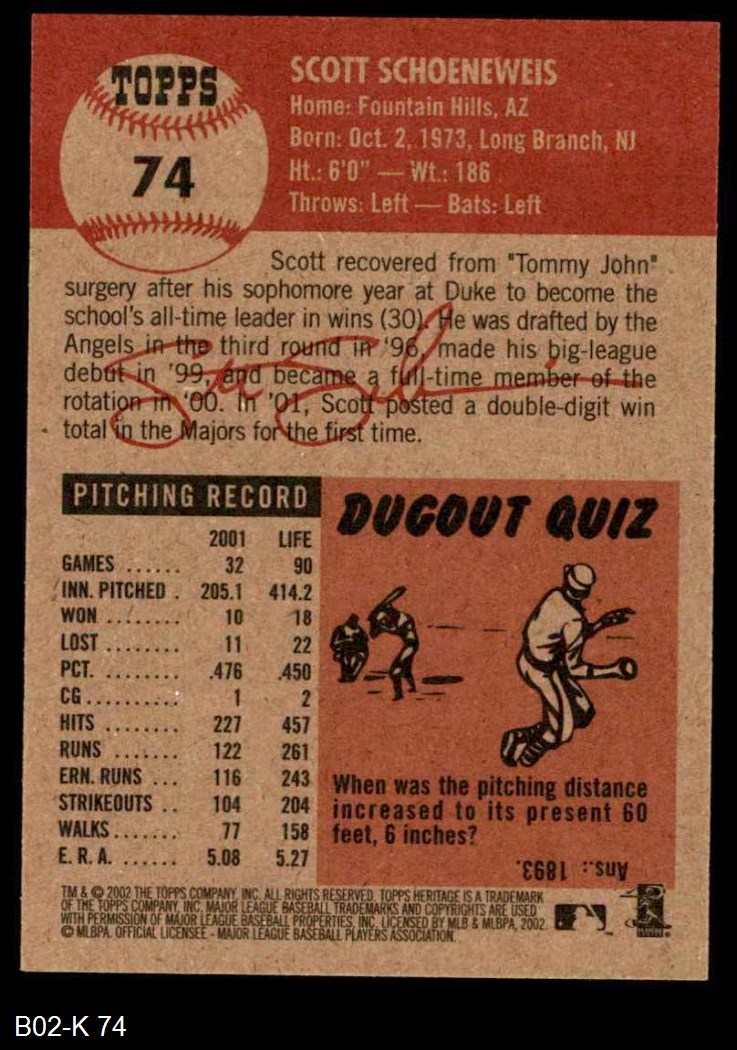 TOPPS
74
SCOTT SCHOENEWEIS
Home: Fountain Hills, AZ
Born: Oct. 2, 1973, Long Branch, NJ
Ht.: 6'0" — Wt.: 186
Throws: Left — Bats: Left
Scott recovered from "Tommy John"
surgery after his sophomore year at Duke to become the
school's all-time leader in wins (30). He was drafted by the
Angels in the third round in '96, made his big-league
debut in '99, and became a full-time member of the
rotation in '00. In '01, Scott posted a double-digit win
total in the Majors for the first time.
PITCHING RECORD
2001 LIFE
GAMES ...... 32 90
INN. PITCHED . 205.1 414.2
WON ......... 10 18
LOST ........ 11 22
PCT. ........ .476 .450
CG.......... 1 2
HITS ........ 227 457
RUNS ....... 122 261
ERN. RUNS ... 116 243
STRIKEOUTS .. 104 204
WALKS....... 77 158
E.R.A. ...... 5.08 5.27
DUGOUT QUIZ
When was the pitching distance
increased to its present 60
feet, 6 inches?
Ans.: 1893.
TM & © 2002 THE TOPPS COMPANY, INC. ALL RIGHTS RESERVED. TOPPS HERITAGE IS A TRADEMARK
OF THE TOPPS COMPANY, INC. MAJOR LEAGUE BASEBALL TRADEMARKS AND COPYRIGHTS ARE USED
WITH PERMISSION OF MAJOR LEAGUE BASEBALL PROPERTIES, INC. LICENSED BY MLB & MLBPA, 2002.
© MLBPA. OFFICIAL LICENSEE - MAJOR LEAGUE BASEBALL PLAYERS ASSOCIATION.
B02-K 74